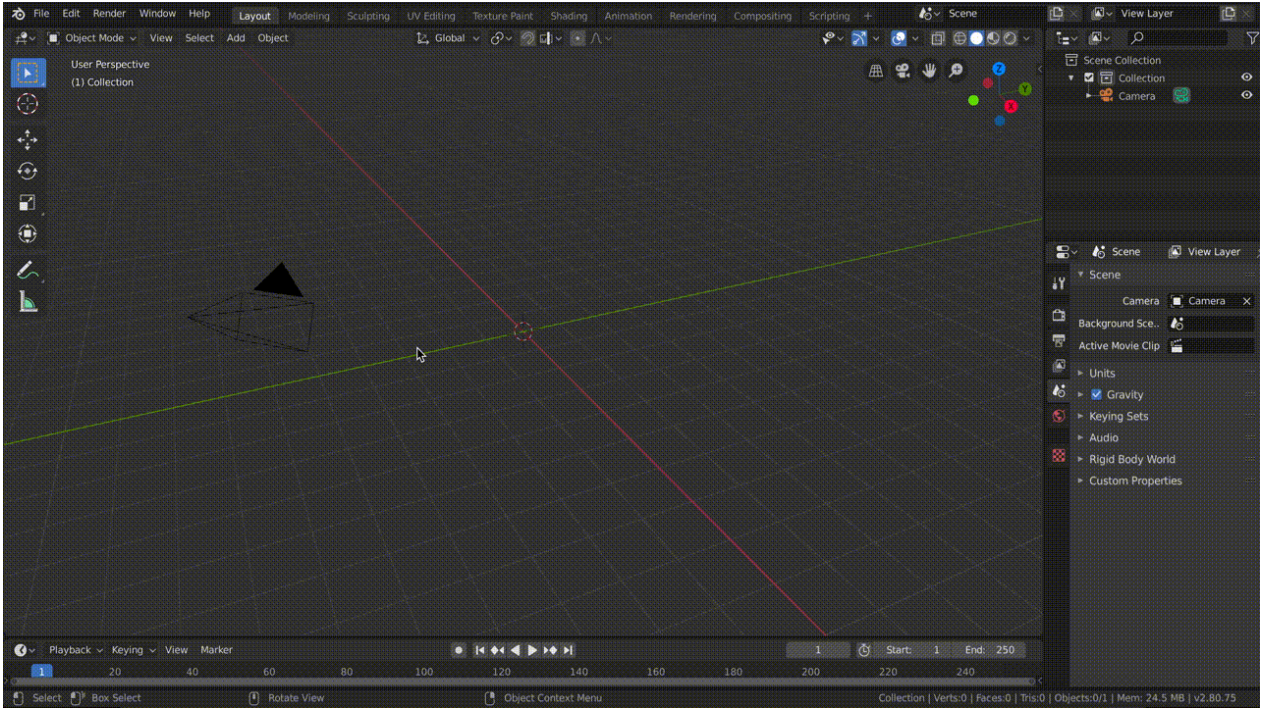 File Edit Render Window Help Layout Modeling Sculpting UV Editing Texture Paint Shading Animation Rendering Compositing Scripting + Scene View Layer
Object Mode View Select Add Object Global
User Perspective
(1) Collection
Z
Y
X
Scene Collection
Collection
Camera
Scene View Layer
Scene
Camera Camera
Background Sce..
Active Movie Clip
Units
Gravity
Keying Sets
Audio
Rigid Body World
Custom Properties
Playback Keying View Marker 1 Start: 1 End: 250
1 20 40 60 80 100 120 140 160 180 200 220 240
Select Box Select Rotate View Object Context Menu Collection | Verts:0 | Faces:0 | Tris:0 | Objects:0/1 | Mem: 24.5 MB | v2.80.75